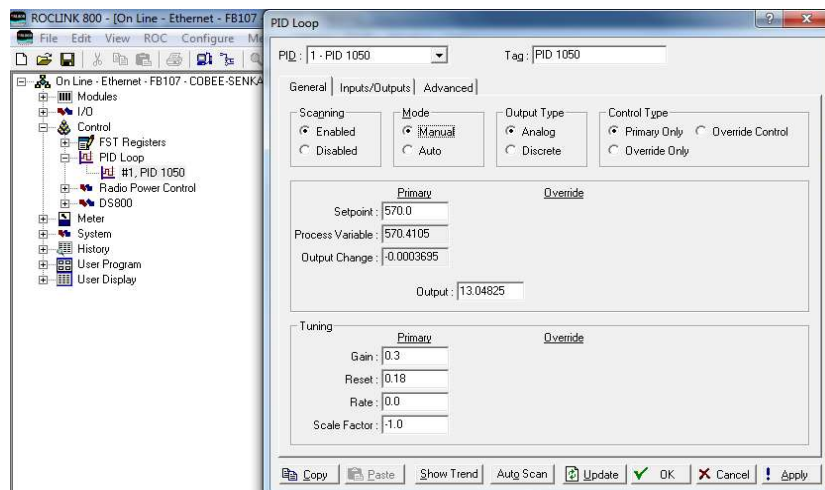 ROCLINK 800 - [On Line - Ethernet - FB107
File Edit View ROC Configure Me
On Line - Ethernet - FB107 - COBEE-SENKA
Modules
I/O
Control
FST Registers
PID Loop
#1, PID 1050
Radio Power Control
DS800
Meter
System
History
User Program
User Display
PID Loop
PID : 1 - PID 1050
Tag : PID 1050
General Inputs/Outputs Advanced
Scanning
Enabled
Disabled
Mode
Manual
Auto
Output Type
Analog
Discrete
Control Type
Primary Only Override Control
Override Only
Primary Override
Setpoint : 570.0
Process Variable : 570.4105
Output Change : -0.0003695
Output : 13.04825
Tuning
Primary Override
Gain : 0.3
Reset : 0.18
Rate : 0.0
Scale Factor : -1.0
Copy Paste Show Trend Auto Scan Update OK Cancel ! Apply